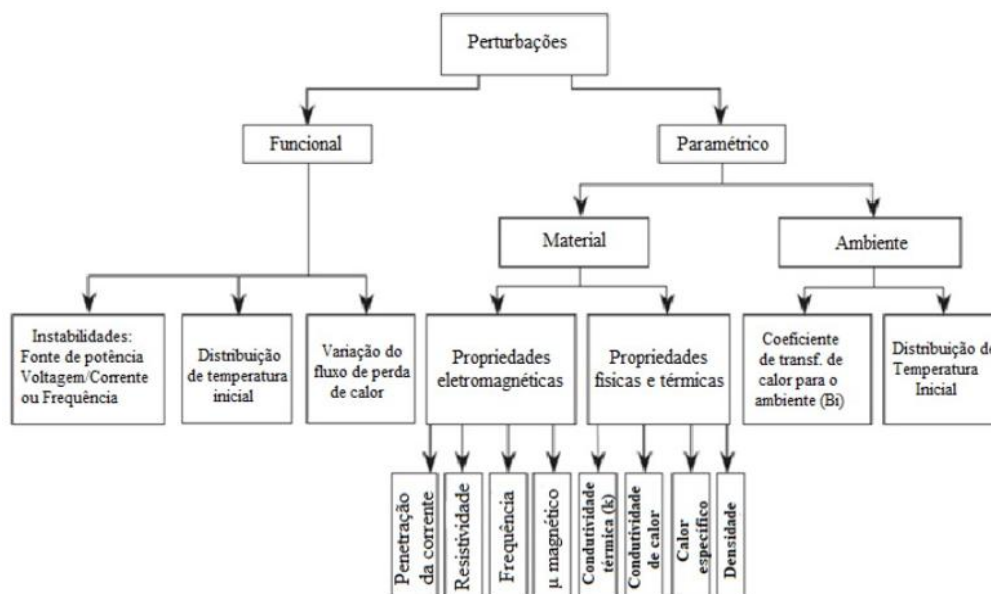 Perturbações
Funcional
Paramétrico
Material
Ambiente
Instabilidades:
Fonte de potência
Voltagem/Corrente
ou Frequência
Distribuição
de temperatura
inicial
Variação do
fluxo de perda
de calor
Propriedades
eletromagnéticas
Propriedades
físicas e térmicas
Coeficiente
de transf. de
calor para o
ambiente (Bi)
Distribuição de
Temperatura
Inicial
Penetração
da corrente
Resistividade
Frequência
μ magnético
Condutividade
térmica (k)
Condutividade
de calor
Calor
específico
Densidade